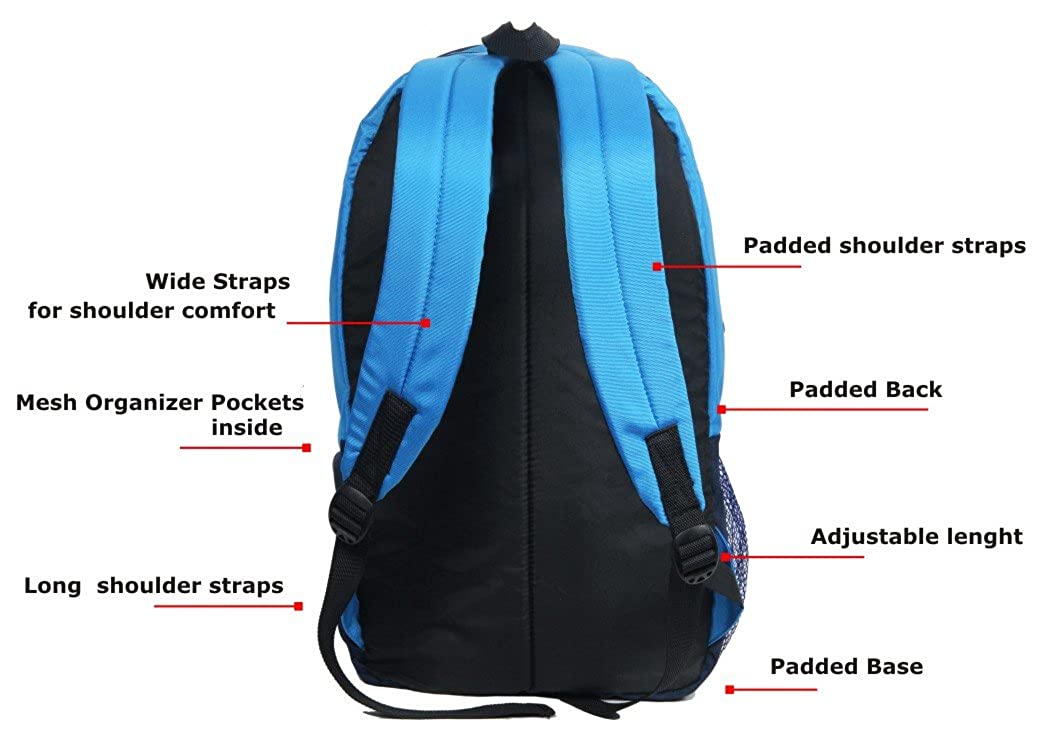 Wide Straps
for shoulder comfort
Mesh Organizer Pockets
inside
Long shoulder straps
Padded shoulder straps
Padded Back
Adjustable lenght
Padded Base